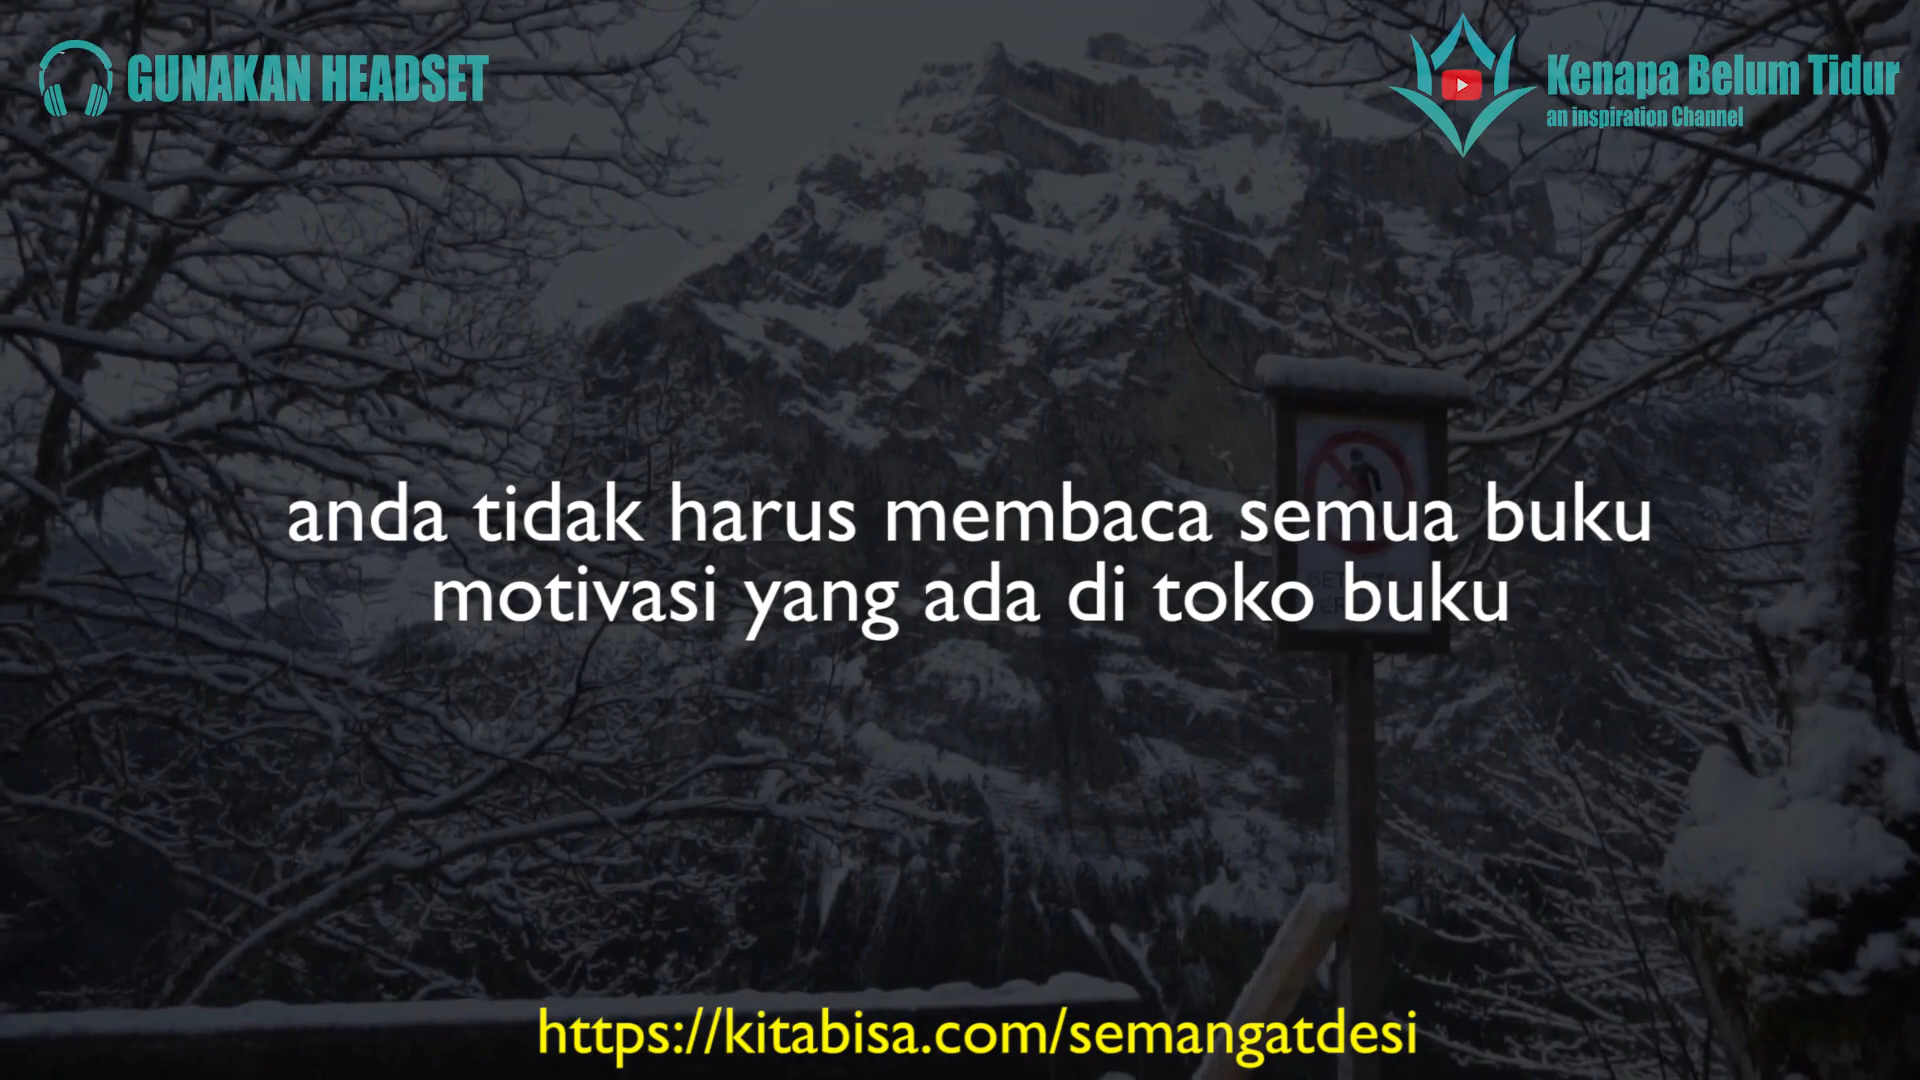 GUNAKAN HEADSET
Kenapa Belum Tidur
an inspiration Channel
anda tidak harus membaca semua buku
motivasi yang ada di toko buku
https://kitabisa.com/semangatdesi